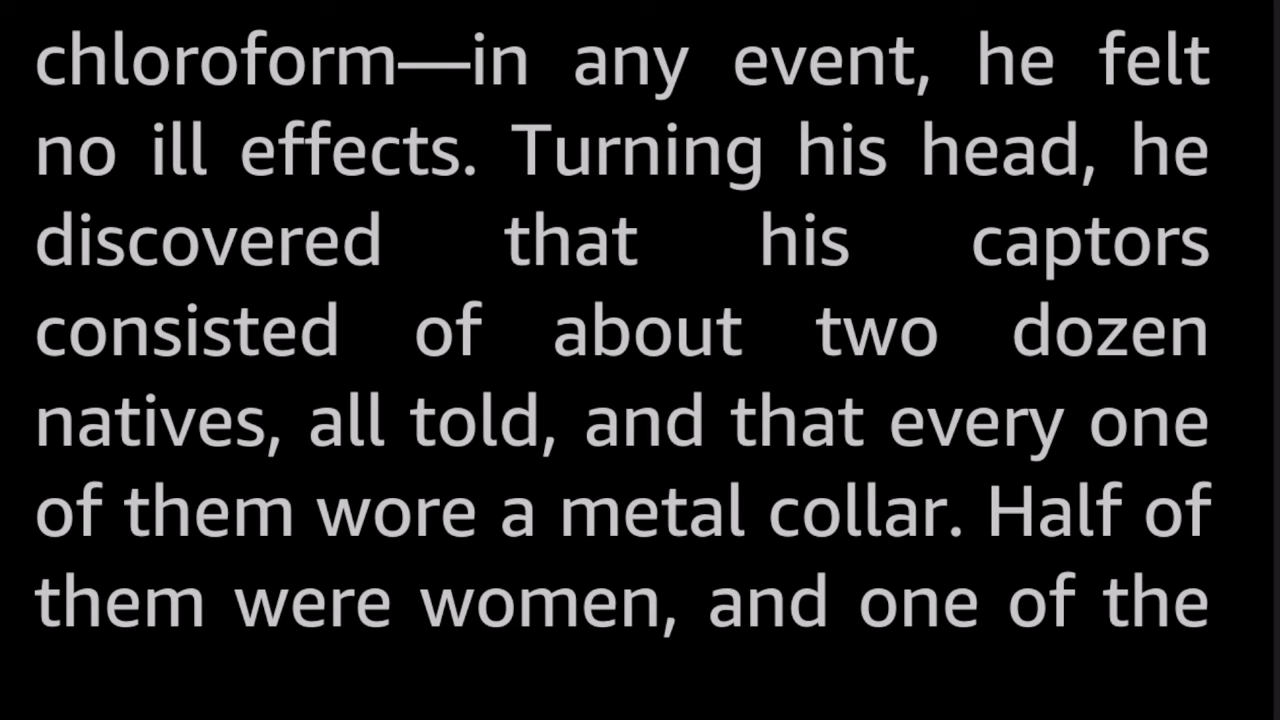 chloroform—in any event, he felt
no ill effects. Turning his head, he
discovered that his captors
consisted of about two dozen
natives, all told, and that every one
of them wore a metal collar. Half of
them were women, and one of the